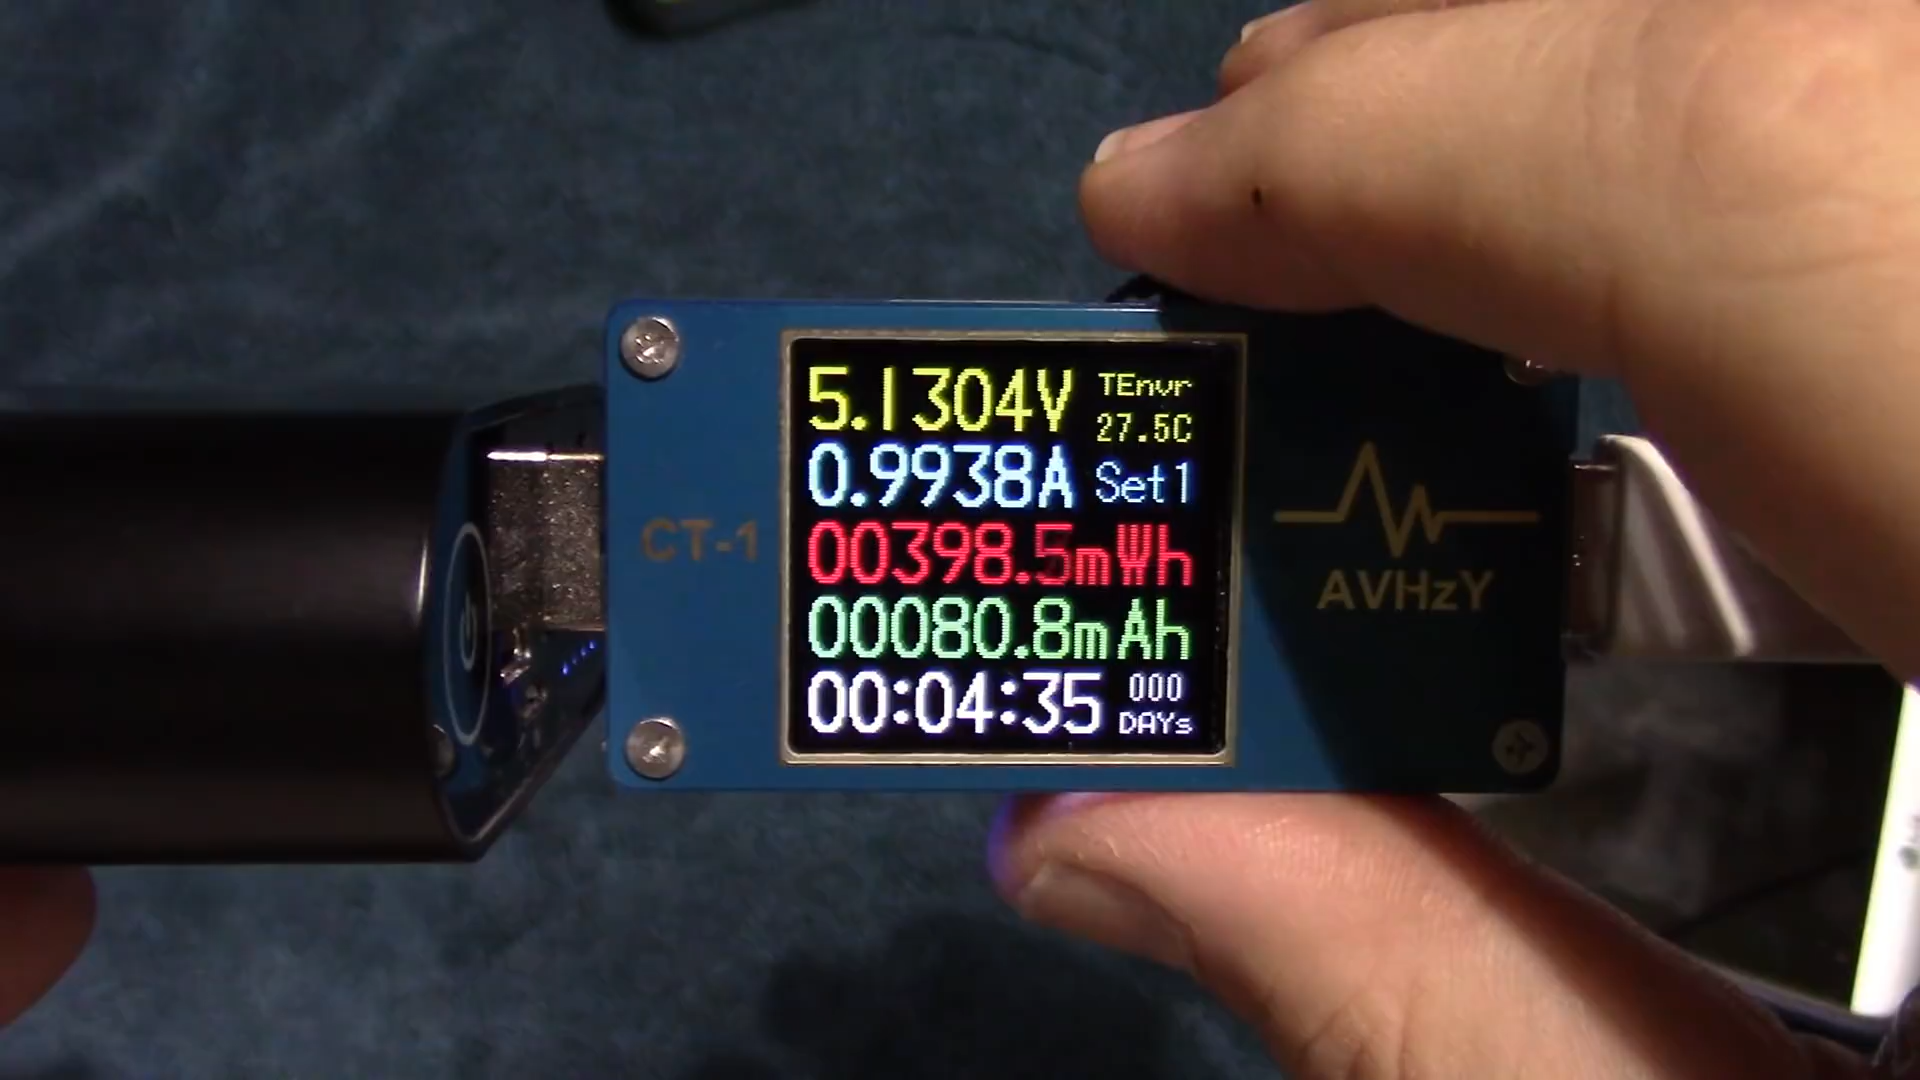 5.1304V
TEnvr
27.5C
0.9938A
Set1
00398.5mWh
00080.8mAh
00:04:35
000
DAYs
CT-1
AVHzY